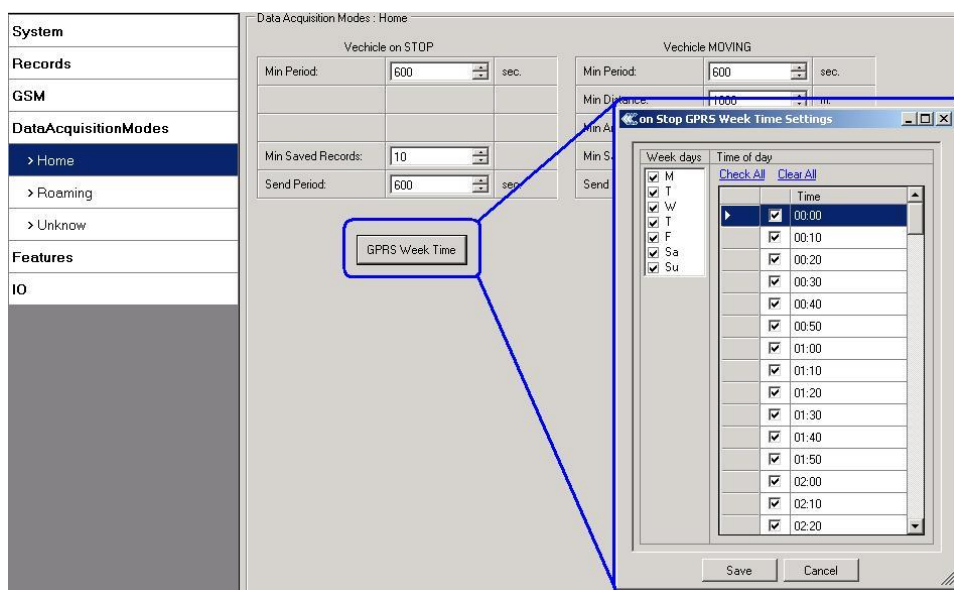 System
Records
GSM
DataAcquisitionModes
> Home
> Roaming
> Unknow
Features
IO
Data Acquisition Modes : Home
Vechicle on STOP
Min Period: 600 sec.
Min Saved Records: 10
Send Period: 600 sec.
GPRS Week Time
Vechicle MOVING
Min Period: 600 sec.
Min Distance: 1000 m.
Min
Min
Send
on Stop GPRS Week Time Settings
Week days
M
T
W
T
F
Sa
Su
Time of day
Check All Clear All
Time
00:00
00:10
00:20
00:30
00:40
00:50
01:00
01:10
01:20
01:30
01:40
01:50
02:00
02:10
02:20
Save Cancel